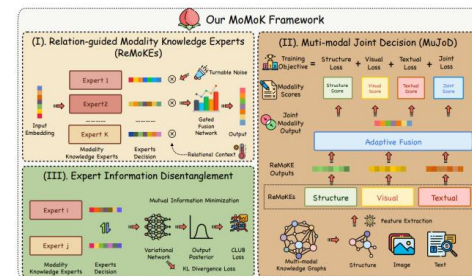 Our MoMoK Framework
(I). Relation-guided Modality Knowledge Experts
(ReMoKEs)
Expert 1
Expert2
Expert K
Input
Embedding
Turnable Noise
Gated
Fusion Network
Output
Relational Context
Modality
Knowledge Experts
Experts
Decision
(III). Expert Information Disentanglement
Expert i
Expert j
Modality
Knowledge Experts
Experts
Decision
Mutual Information Minimization
Variational
Network
Output
Posterior
CLUB
Loss
KL Divergence Loss
(II). Muti-modal Joint Decision (MuJoD)
Training
Objective
=
Structure
Loss
+
Visual
Loss
+
Textual
Loss
+
Joint
Loss
Modality
Scores
Structure
Score
Visual
Score
Textual
Score
Joint
Score
Joint
Modality
Output
Adaptive Fusion
ReMoKE
Outputs
ReMoKEs
Structure
Visual
Textual
Feature Extraction
Multi-modal
Knowledge Graphs
Structure
Image
Text